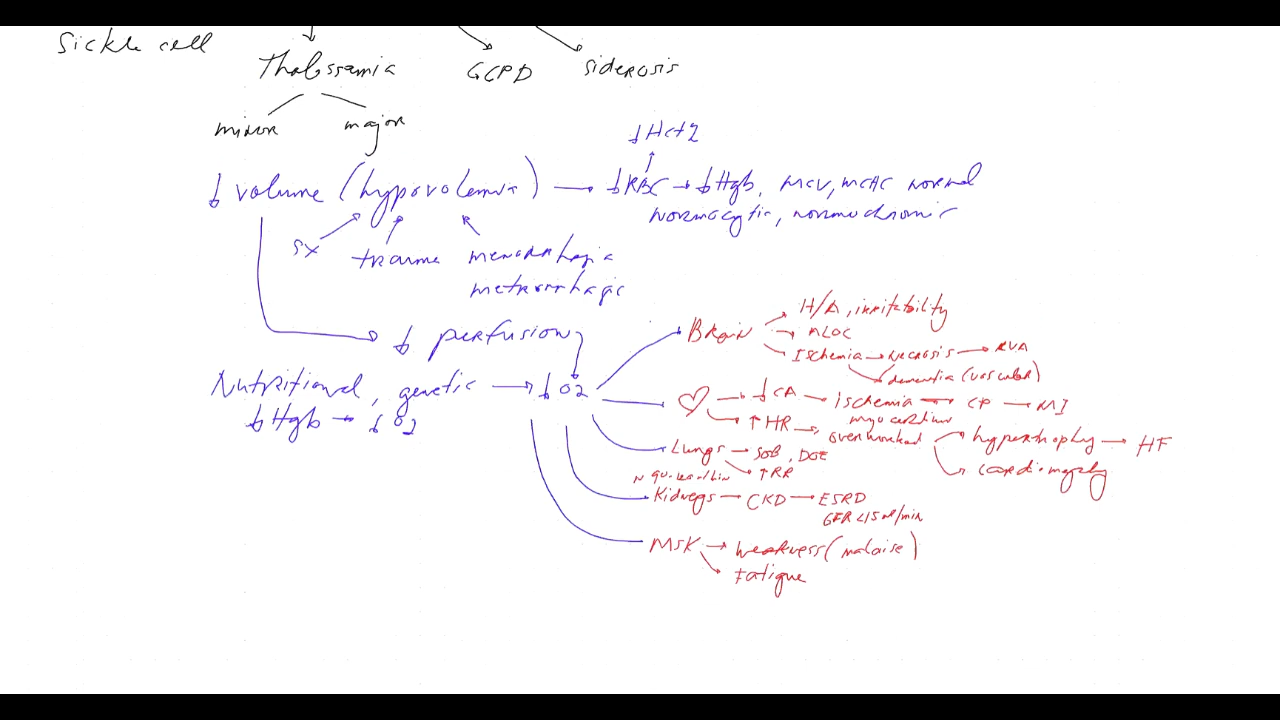 Sickle cell
Thalassemia G6PD siderosis
minor major
↓Hct
↓ volume (hypovolemia) → ↓RBC → ↓Hgb, MCV, MCHC normal
normocytic, normochromic
sx trauma menorrhagia
metrorrhagia
↓ perfusion
Nutritional, genetic → ↓O2
↓Hgb → ↓O2
Brain → H/A, irritability
→ ALOC
→ Ischemia → Necrosis →
dementia (vascular)
♡ → ↓CA → ischemia → CP → MI
myocardium
→ ↑HR → overworked → hypertrophy → HF
Lungs → SOB, DOE
→ ↑RR
Kidneys → CKD → ESRD
GFR <15 ml/min
MSK → weakness (malaise)
→ Fatigue